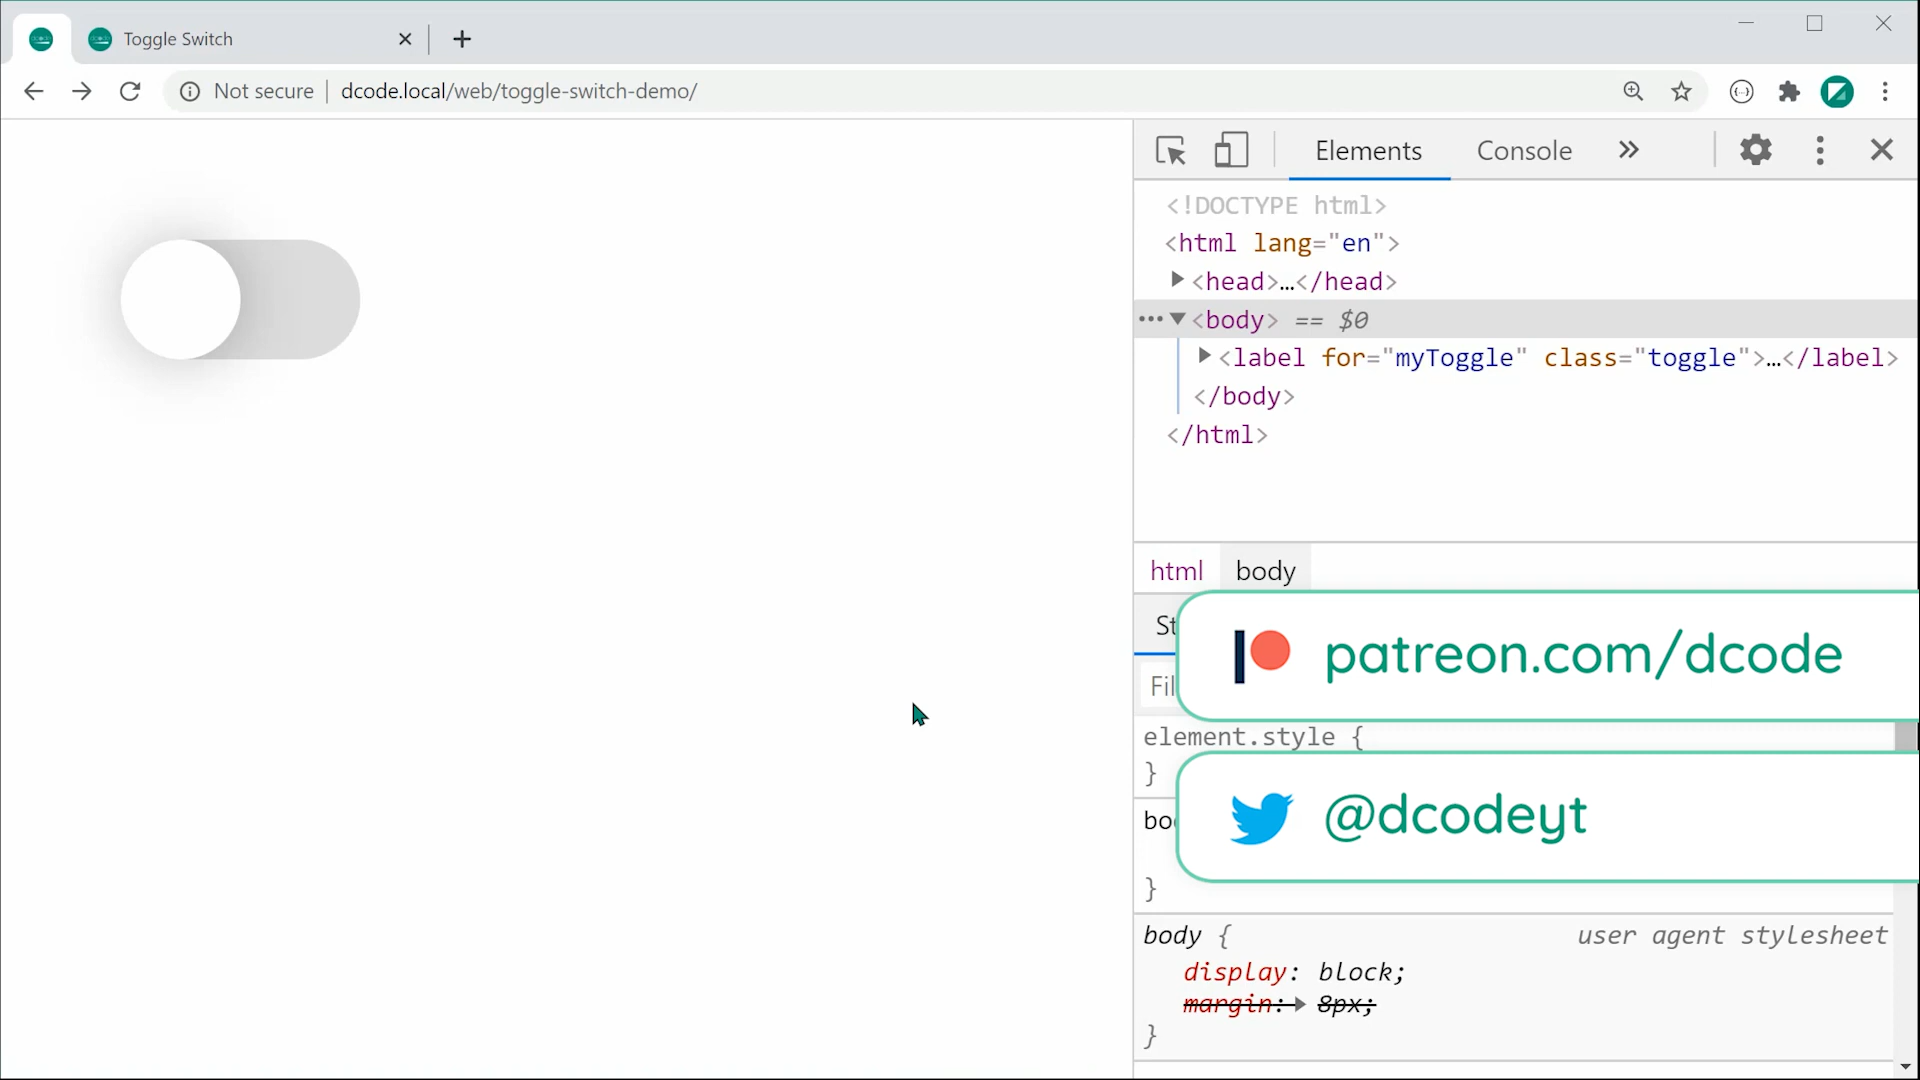 Toggle Switch
Not secure
dcode.local/web/toggle-switch-demo/
Elements
Console
<!DOCTYPE html>
<html lang="en">
<head>…</head>
<body> == $0
<label for="myToggle" class="toggle">…</label>
</body>
</html>
html
body
St
patreon.com/dcode
Fil
element.style {
}
@dcodeyt
bo
}
body {
user agent stylesheet
display: block;
margin: 8px;
}